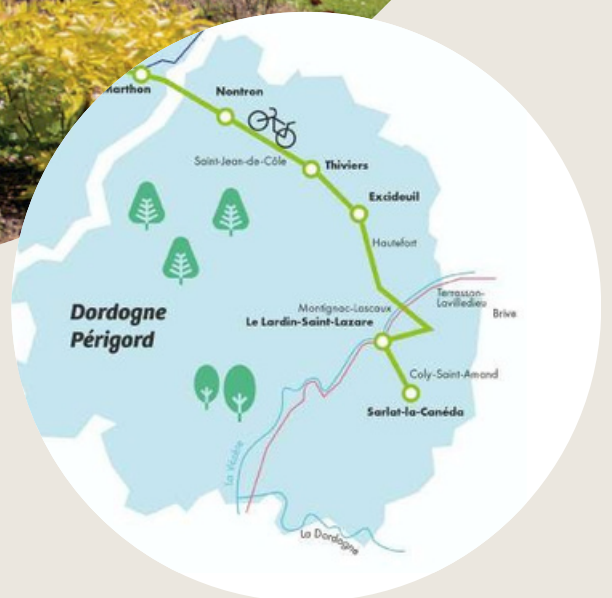 Marthon
Nontron
Saint-Jean-de-Côle
Thiviers
Excideuil
Hautefort
Terrasson-
Lavilledieu
Montignac-Lascaux
Brive
Le Lardin-Saint-Lazare
Dordogne
Périgord
Coly-Saint-Amand
Sarlat-la-Canéda
La Vézère
La Dordogne